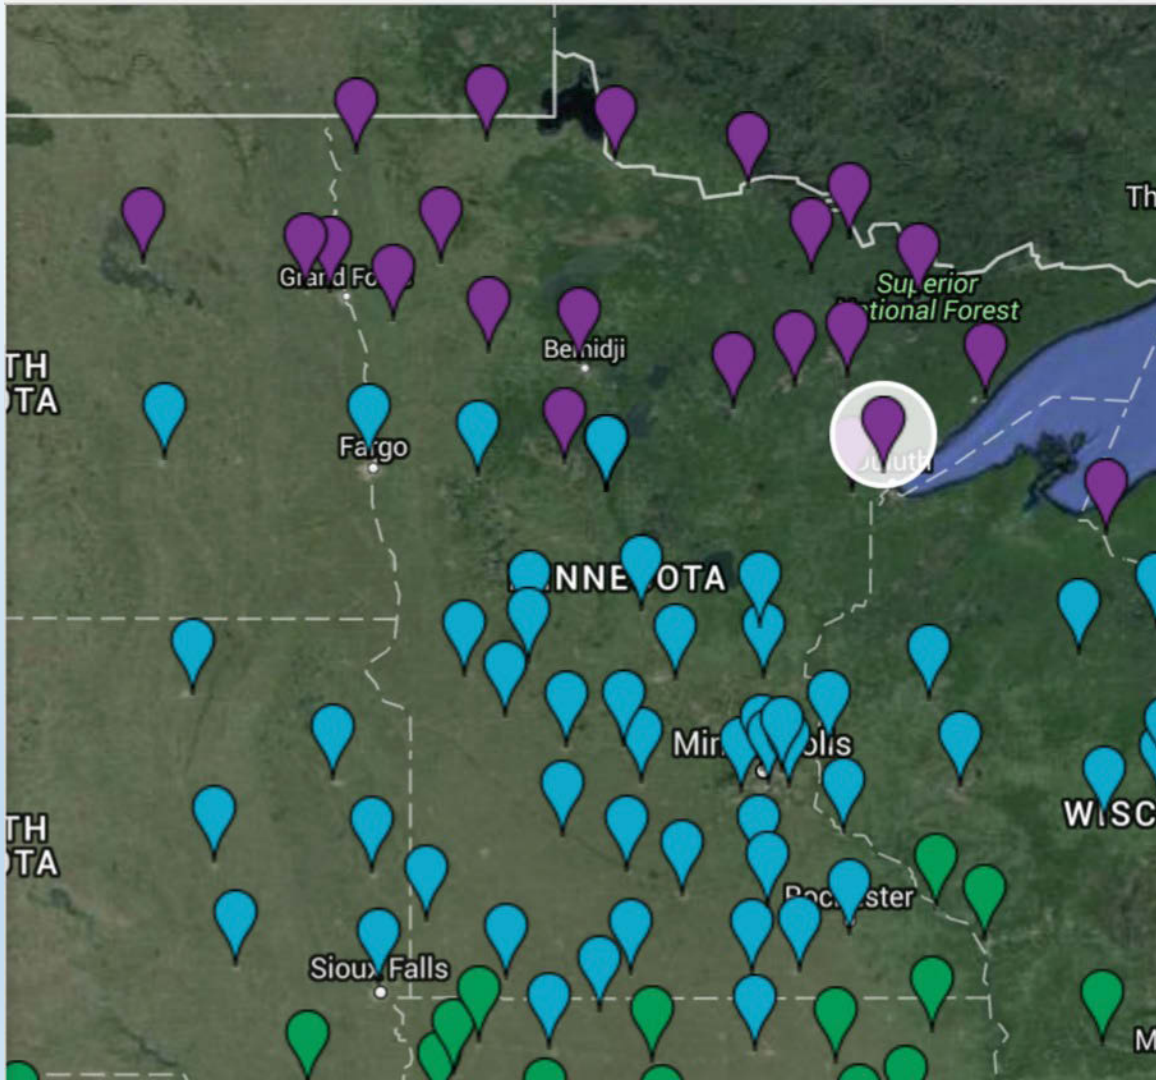 Th
Grand Fo
Superior
National Forest
Bemidji
TH
OTA
Fargo
Duluth
MINNESOTA
Minneapolis
WISC
TH
OTA
Rochester
Sioux Falls
M